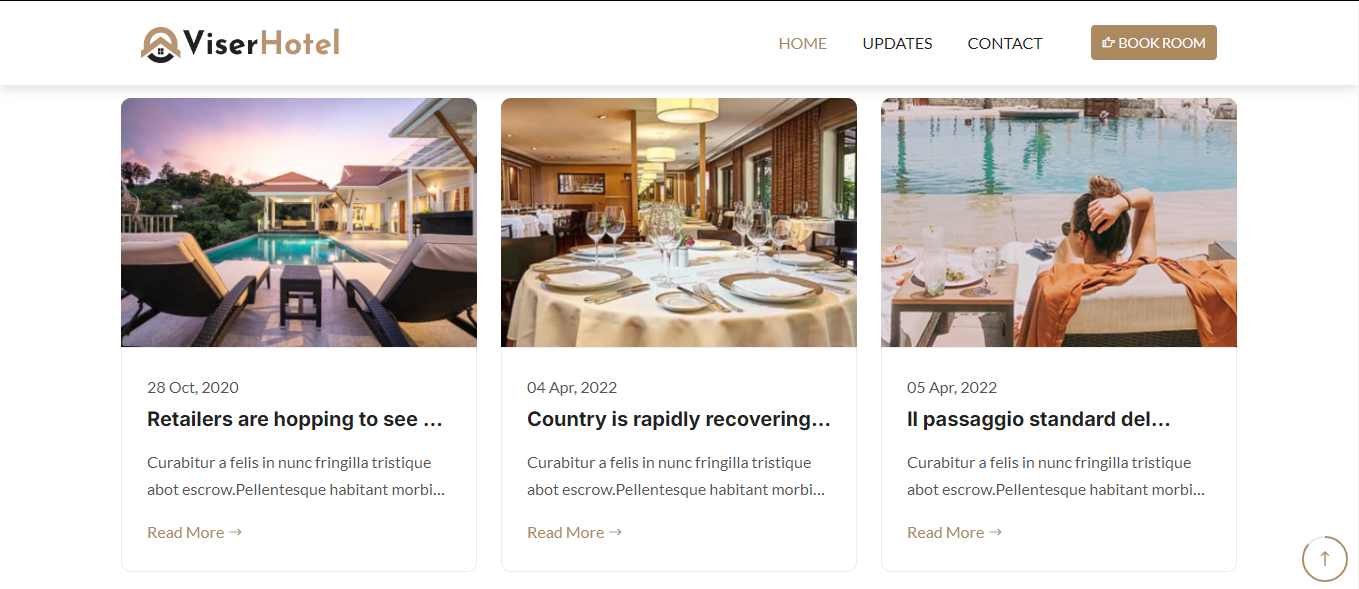 ViserHotel
HOME UPDATES CONTACT BOOK ROOM
28 Oct, 2020
Retailers are hopping to see ...
Curabitur a felis in nunc fringilla tristique
abot escrow.Pellentesque habitant morbi...
Read More →
04 Apr, 2022
Country is rapidly recovering...
Curabitur a felis in nunc fringilla tristique
abot escrow.Pellentesque habitant morbi...
Read More →
05 Apr, 2022
Il passaggio standard del...
Curabitur a felis in nunc fringilla tristique
abot escrow.Pellentesque habitant morbi...
Read More →